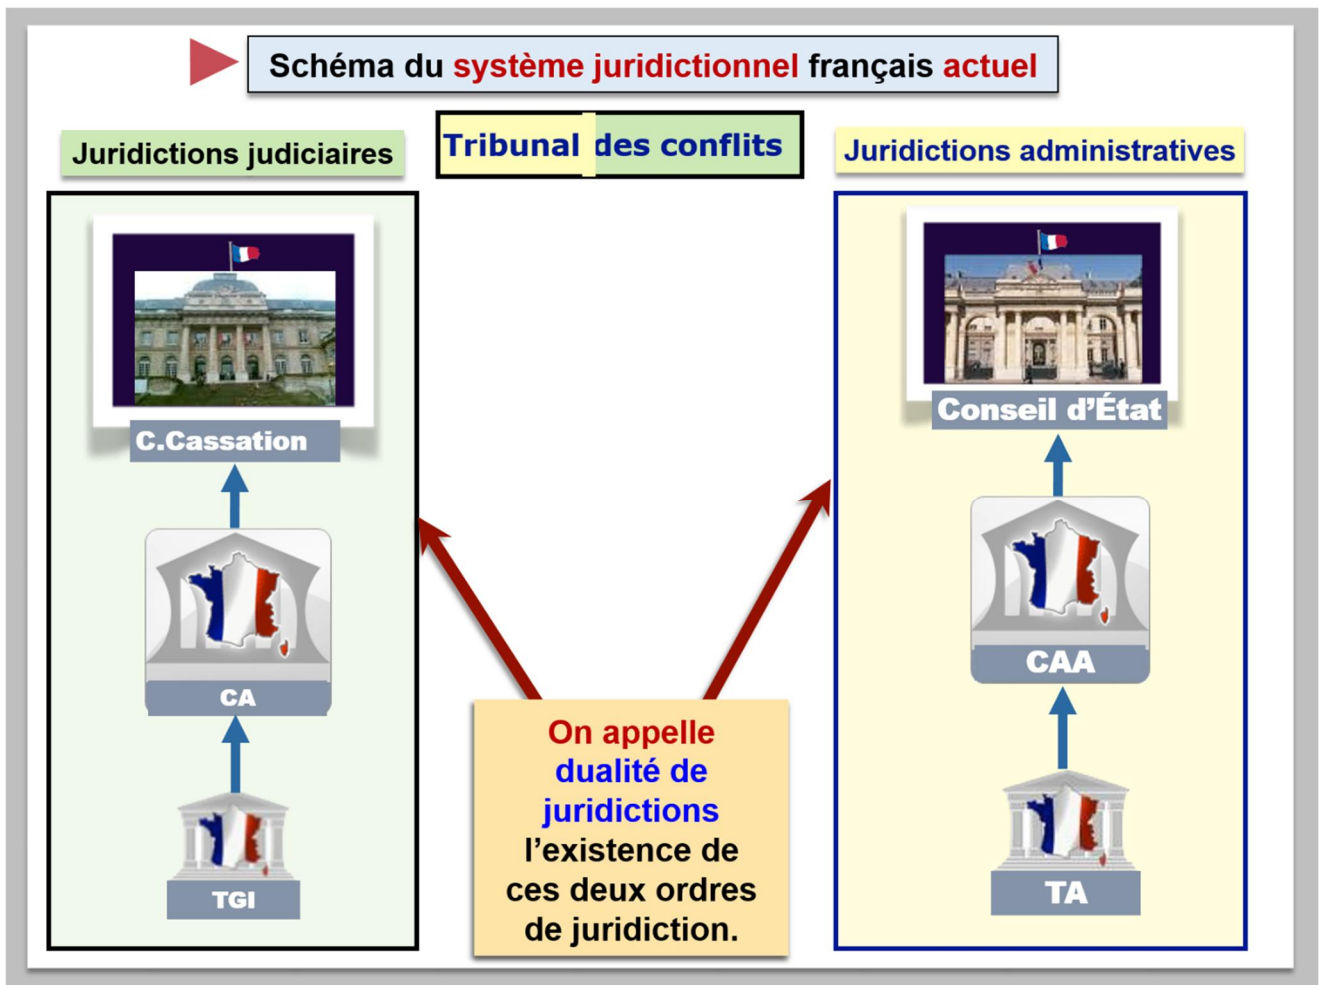 Schéma du système juridictionnel français actuel
Juridictions judiciaires
Tribunal des conflits
Juridictions administratives
C.Cassation
CA
TGI
Conseil d'État
CAA
TA
On appelle
dualité de
juridictions
l'existence de
ces deux ordres
de juridiction.